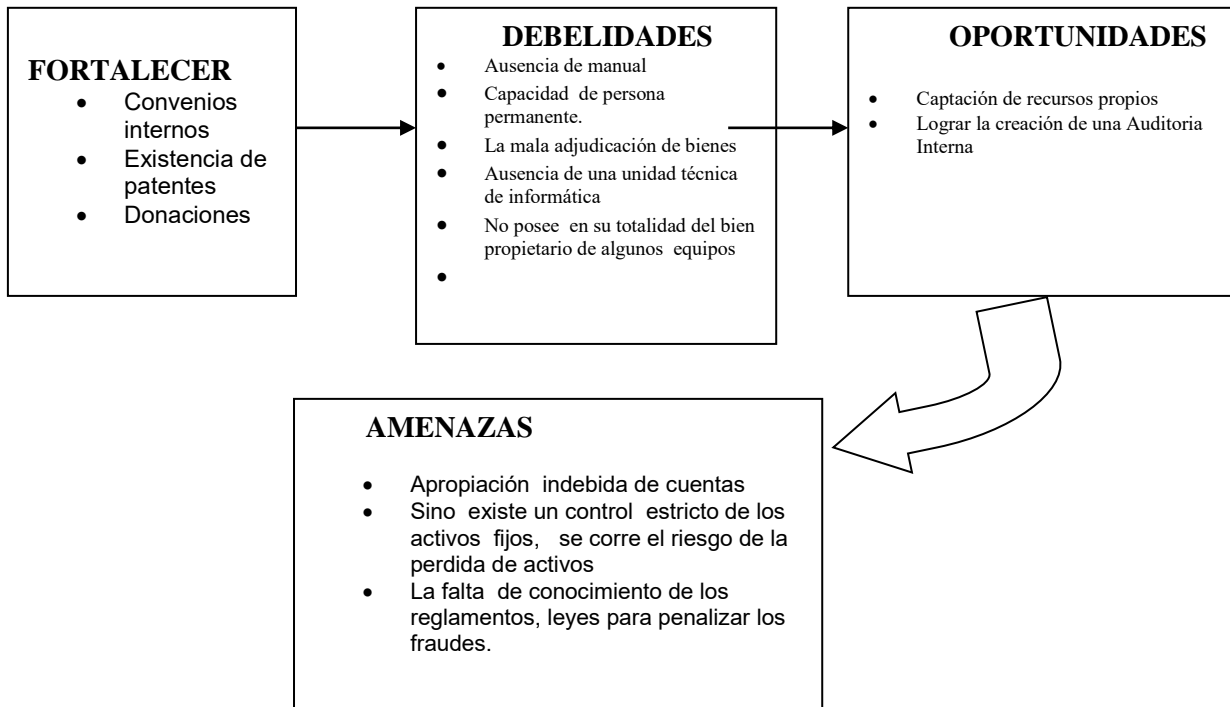 FORTALECER
• Convenios
internos
• Existencia de
patentes
• Donaciones
DEBELIDADES
• Ausencia de manual
• Capacidad de persona
permanente.
• La mala adjudicación de bienes
• Ausencia de una unidad técnica
de informática
• No posee en su totalidad del bien
propietario de algunos equipos
•
OPORTUNIDADES
• Captación de recursos propios
• Lograr la creación de una Auditoria
Interna
AMENAZAS
• Apropiación indebida de cuentas
• Sino existe un control estricto de los
activos fijos, se corre el riesgo de la
perdida de activos
• La falta de conocimiento de los
reglamentos, leyes para penalizar los
fraudes.